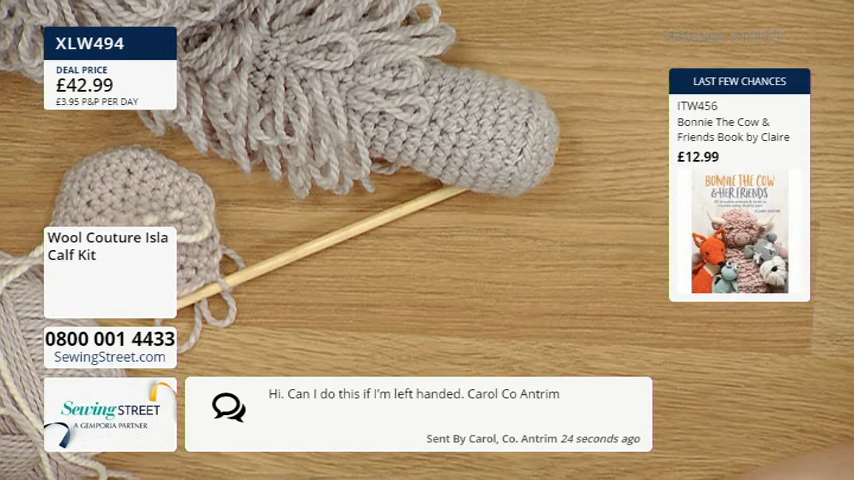 XLW494
DEAL PRICE
£42.99
£3.95 P&P PER DAY
LAST FEW CHANCES
ITW456
Bonnie The Cow &
Friends Book by Claire
£12.99
BONNIE THE COW
& HER FRIENDS
Wool Couture Isla
Calf Kit
0800 001 4433
SewingStreet.com
Sewing STREET
A GEMPORIA PARTNER
Hi. Can I do this if I'm left handed. Carol Co Antrim
Sent By Carol, Co. Antrim 24 seconds ago